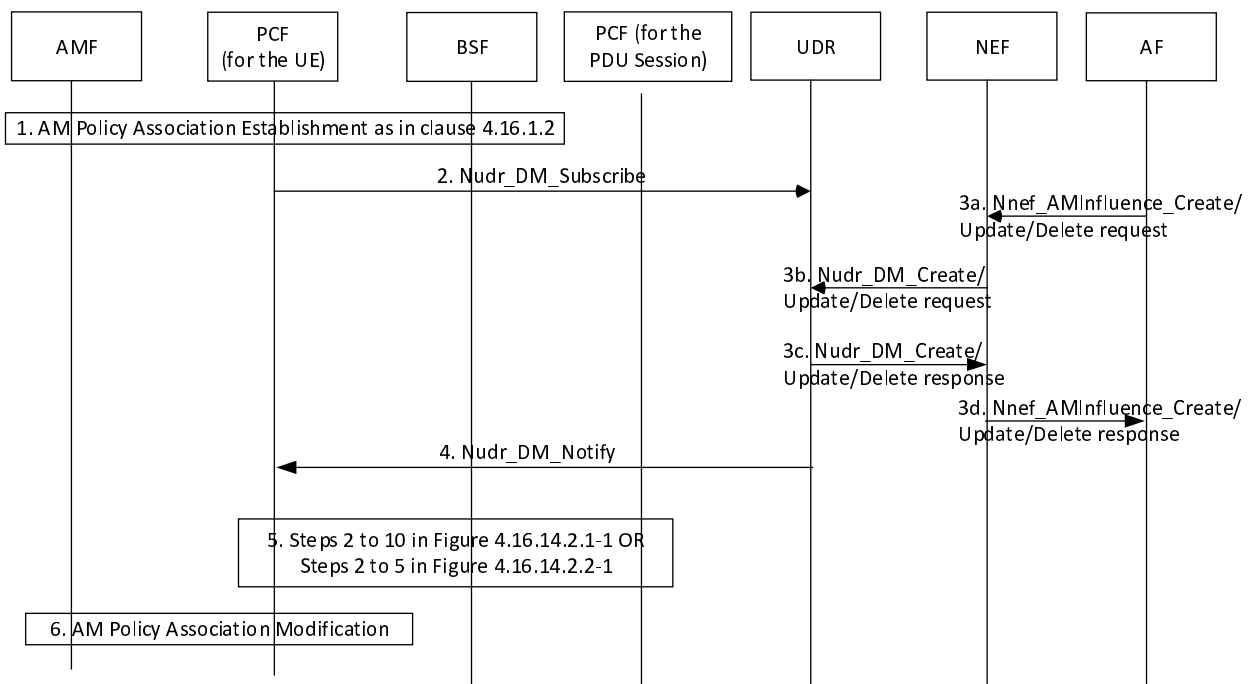 AMF
PCF
(for the UE)
BSF
PCF (for the
PDU Session)
UDR
NEF
AF
1. AM Policy Association Establishment as in clause 4.16.1.2
2. Nudr_DM_Subscribe
3a. Nnef_AMInfluence_Create/
Update/Delete request
3b. Nudr_DM_Create/
Update/Delete request
3c. Nudr_DM_Create/
Update/Delete response
3d. Nnef_AMInfluence_Create/
Update/Delete response
4. Nudr_DM_Notify
5. Steps 2 to 10 in Figure 4.16.14.2.1-1 OR
Steps 2 to 5 in Figure 4.16.14.2.2-1
6. AM Policy Association Modification